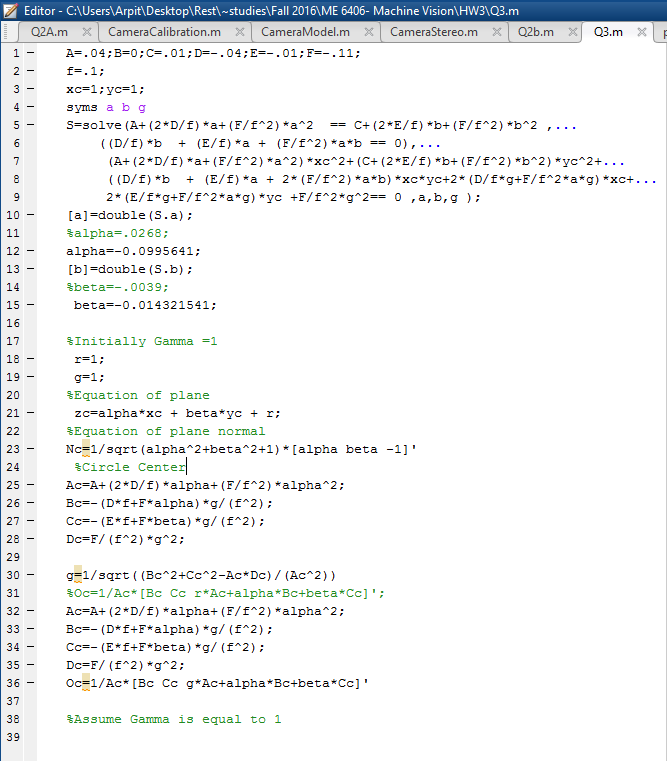 Editor - C:\Users\Arpit\Desktop\Rest\~studies\Fall 2016\ME 6406- Machine Vision\HW3\Q3.m
Q2A.m CameraCalibration.m CameraModel.m CameraStereo.m Q2b.m Q3.m
1 - A=.04;B=0;C=.01;D=-.04;E=-.01;F=-.11;
2 - f=.1;
3 - xc=1;yc=1;
4 - syms a b g
5 - S=solve(A+(2*D/f)*a+(F/f^2)*a^2  == C+(2*E/f)*b+(F/f^2)*b^2 ,...
6 ((D/f)*b  + (E/f)*a + (F/f^2)*a*b == 0),...
7 (A+(2*D/f)*a+(F/f^2)*a^2)*xc^2+(C+(2*E/f)*b+(F/f^2)*b^2)*yc^2+...
8 ((D/f)*b  + (E/f)*a + 2*(F/f^2)*a*b)*xc*yc+2*(D/f*g+F/f^2*a*g)*xc+...
9 2*(E/f*g+F/f^2*a*g)*yc +F/f^2*g^2== 0 ,a,b,g );
10 - [a]=double(S.a);
11 %alpha=.0268;
12 - alpha=-0.0995641;
13 - [b]=double(S.b);
14 %beta=-.0039;
15 - beta=-0.014321541;
16
17 %Initially Gamma =1
18 - r=1;
19 - g=1;
20 %Equation of plane
21 - zc=alpha*xc + beta*yc + r;
22 %Equation of plane normal
23 - Nc=1/sqrt(alpha^2+beta^2+1)*[alpha beta -1]'
24 %Circle Center
25 - Ac=A+(2*D/f)*alpha+(F/f^2)*alpha^2;
26 - Bc=-(D*f+F*alpha)*g/(f^2);
27 - Cc=-(E*f+F*beta)*g/(f^2);
28 - Dc=F/(f^2)*g^2;
29
30 - g=1/sqrt((Bc^2+Cc^2-Ac*Dc)/(Ac^2))
31 %Oc=1/Ac*[Bc Cc r*Ac+alpha*Bc+beta*Cc]';
32 - Ac=A+(2*D/f)*alpha+(F/f^2)*alpha^2;
33 - Bc=-(D*f+F*alpha)*g/(f^2);
34 - Cc=-(E*f+F*beta)*g/(f^2);
35 - Dc=F/(f^2)*g^2;
36 - Oc=1/Ac*[Bc Cc g*Ac+alpha*Bc+beta*Cc]'
37
38 %Assume Gamma is equal to 1
39